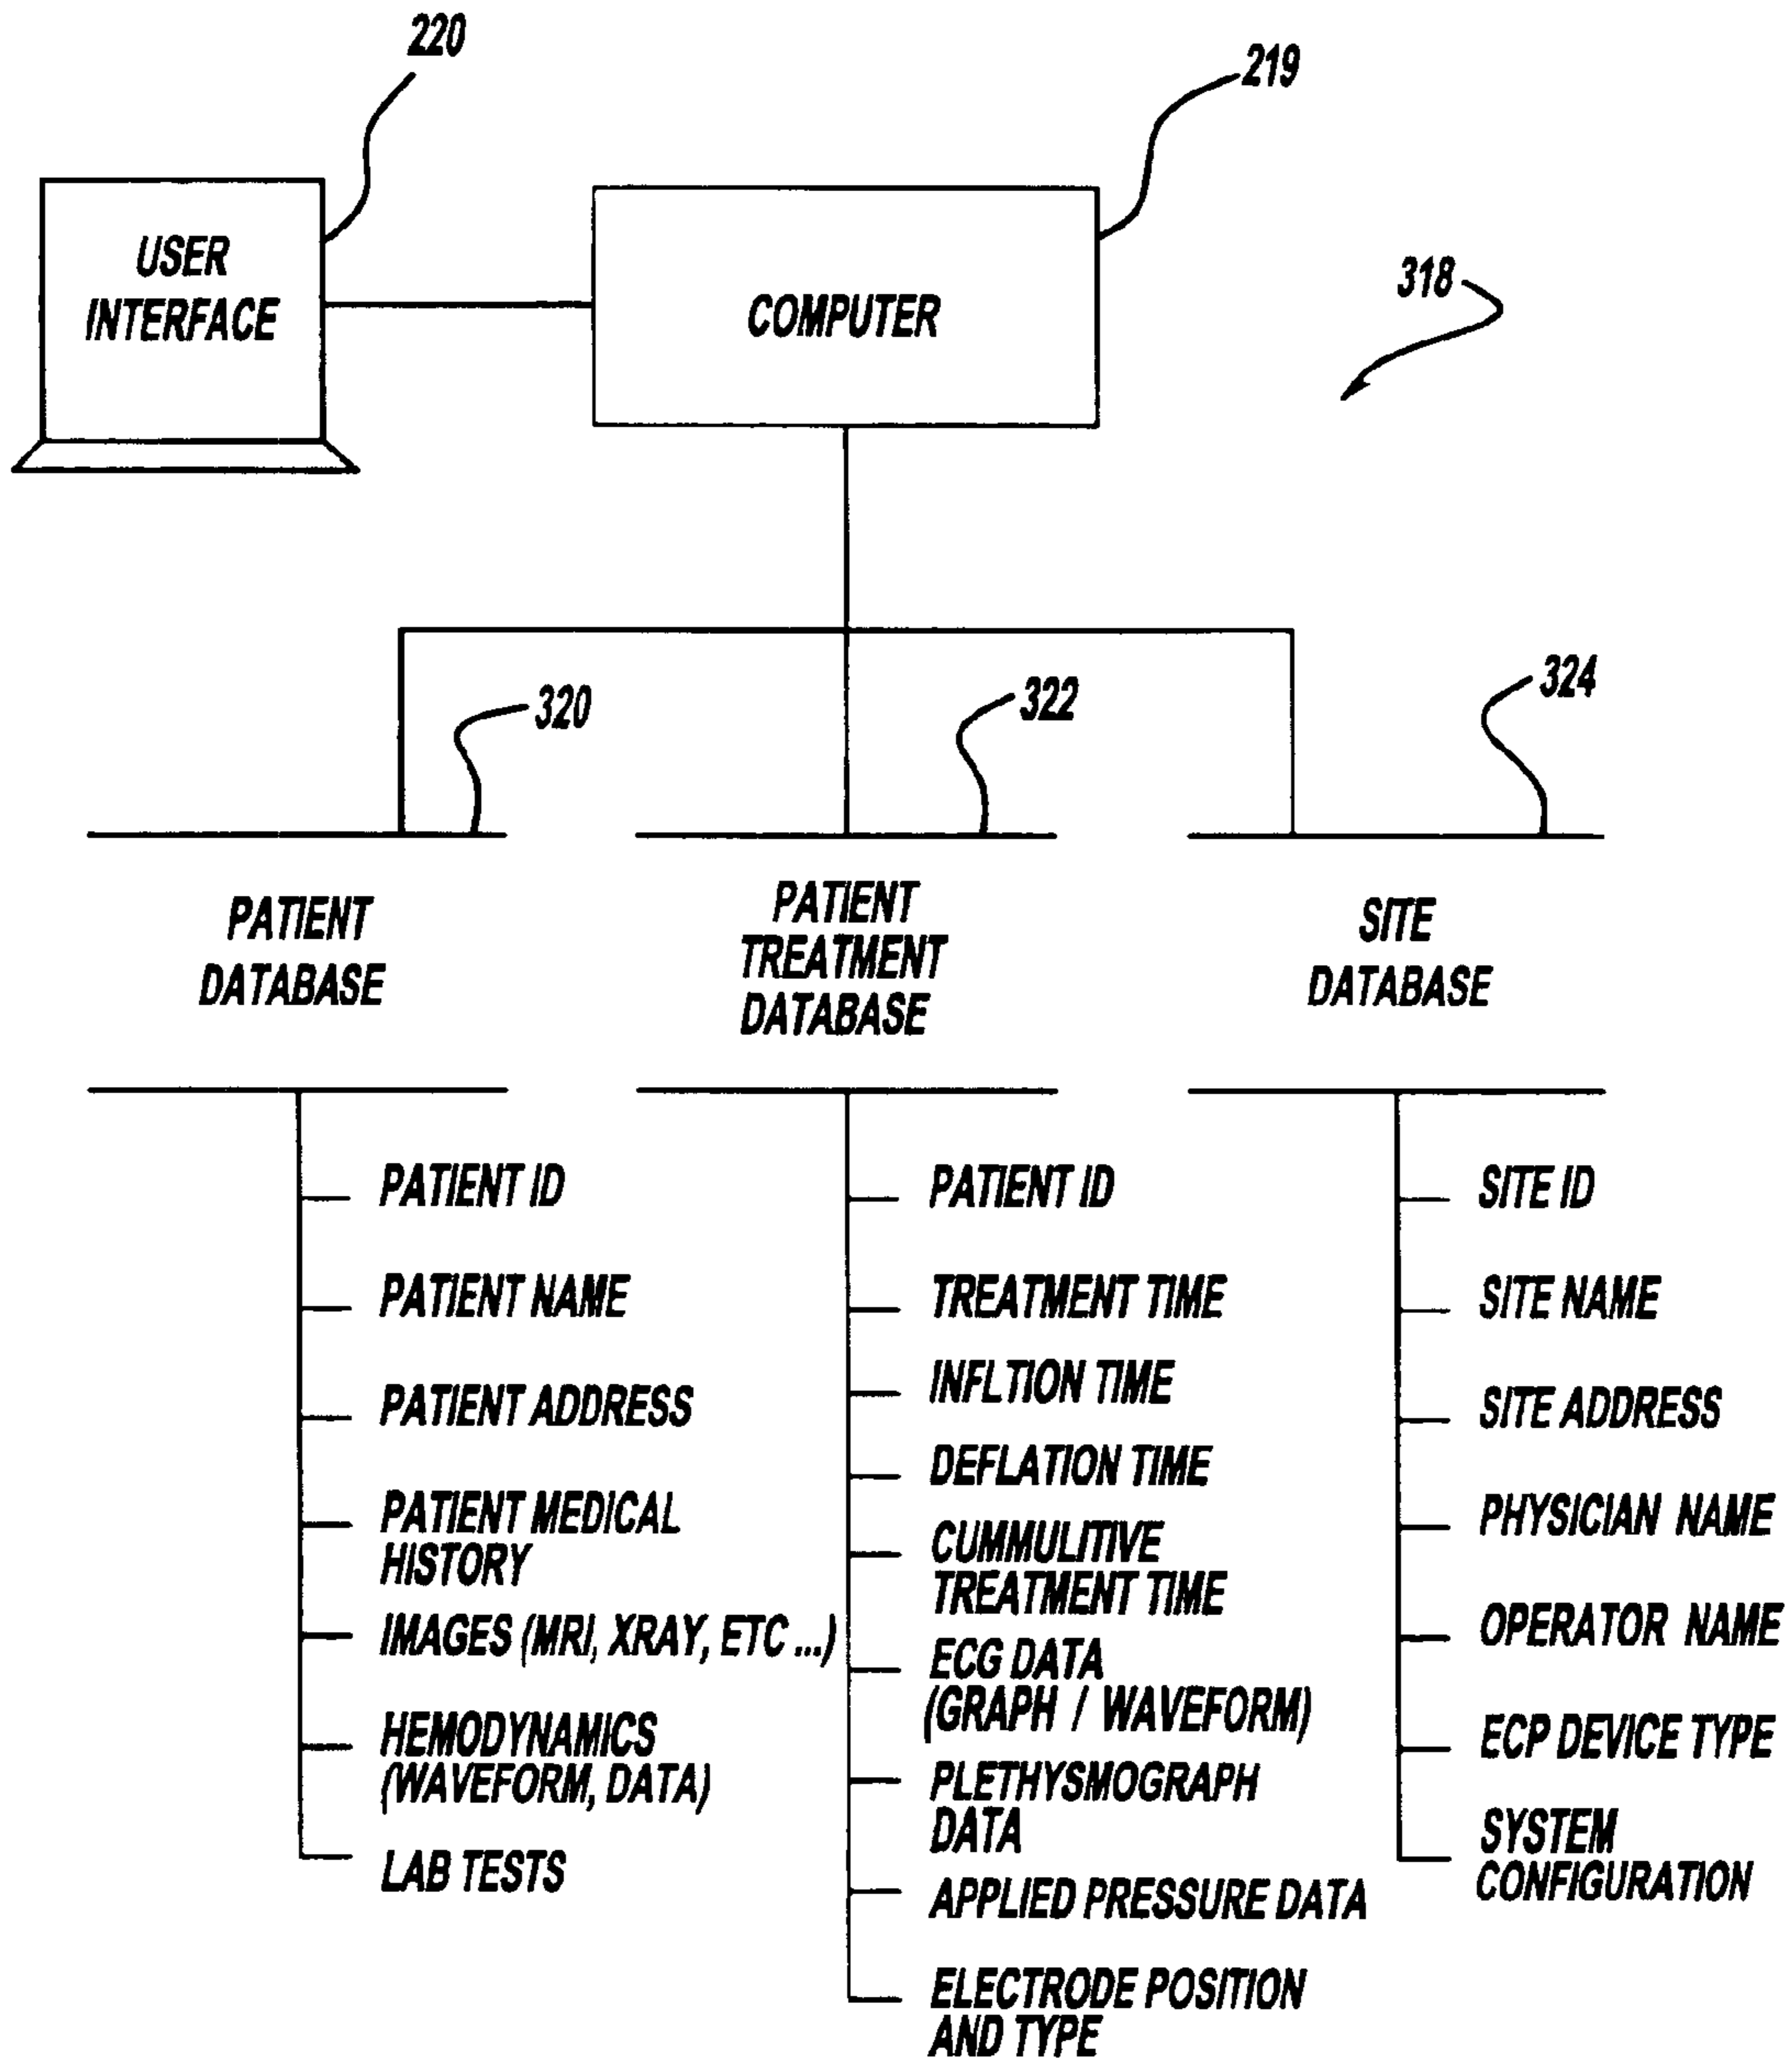 220
219
USER
INTERFACE
COMPUTER
318
320
322
324
PATIENT
DATABASE
PATIENT
TREATMENT
DATABASE
SITE
DATABASE
PATIENT ID
PATIENT NAME
PATIENT ADDRESS
PATIENT MEDICAL
HISTORY
IMAGES (MRI, XRAY, ETC ...)
HEMODYNAMICS
(WAVEFORM, DATA)
LAB TESTS
PATIENT ID
TREATMENT TIME
INFLTION TIME
DEFLATION TIME
CUMMULITIVE
TREATMENT TIME
ECG DATA
(GRAPH / WAVEFORM)
PLETHYSMOGRAPH
DATA
APPLIED PRESSURE DATA
ELECTRODE POSITION
AND TYPE
SITE ID
SITE NAME
SITE ADDRESS
PHYSICIAN NAME
OPERATOR NAME
ECP DEVICE TYPE
SYSTEM
CONFIGURATION